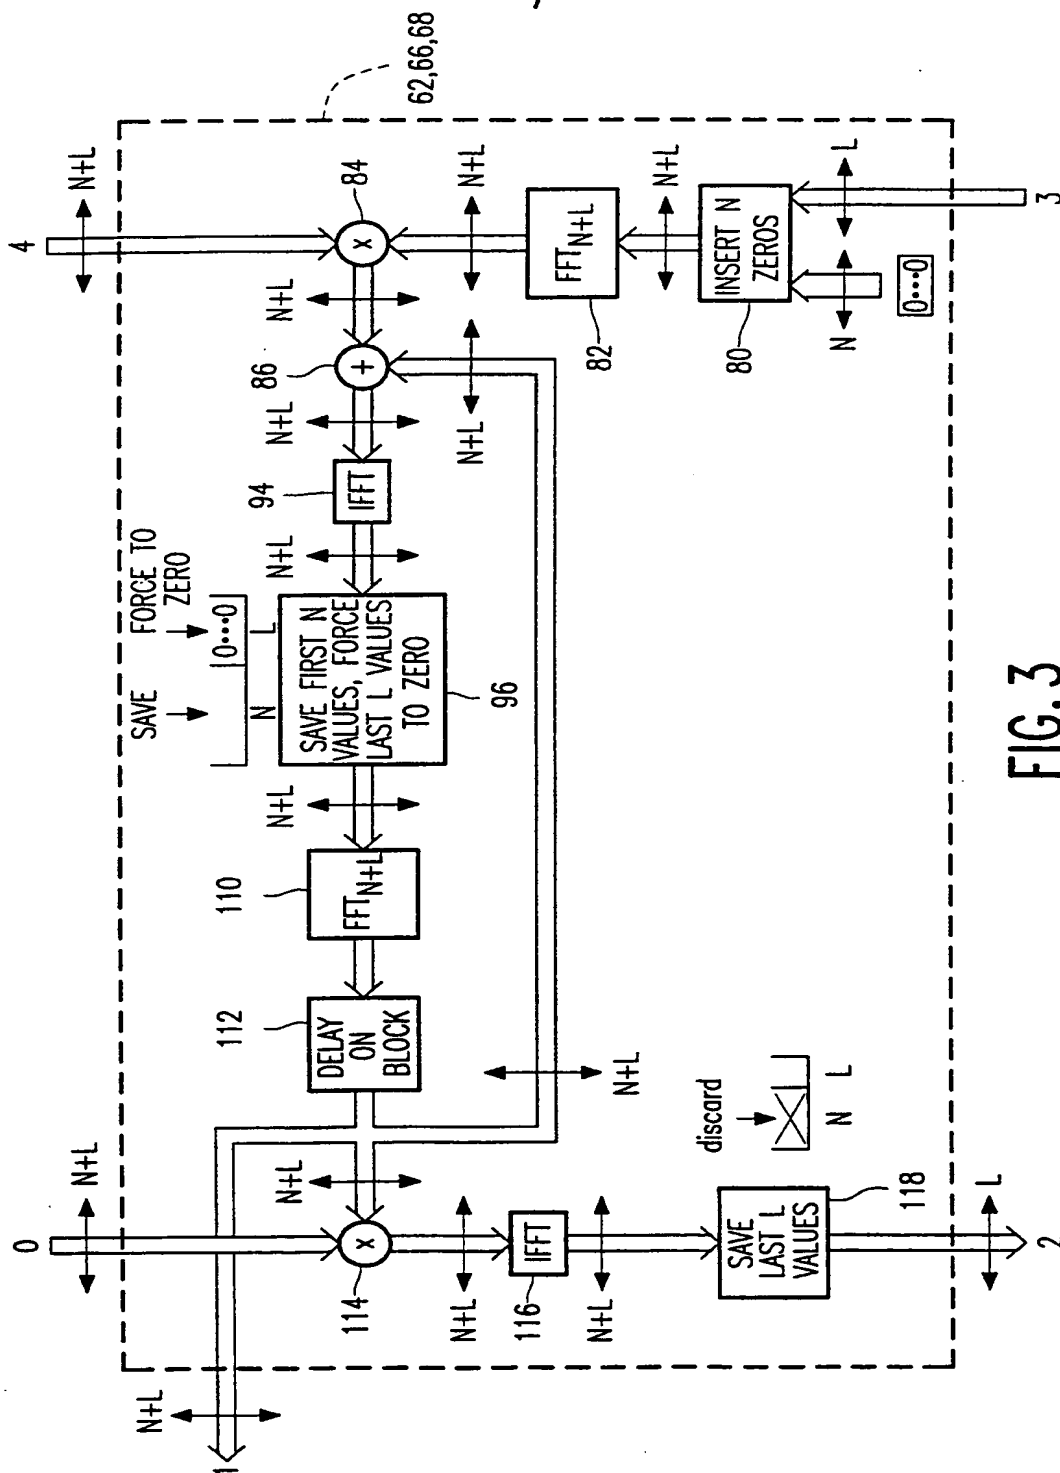 62,66,68
4
N+L
84
X
N+L
N+L
FFT N+L
82
N+L
INSERT N
ZEROS
80
N
L
0•••0
3
86
+
N+L
N+L
N+L
94
IFFT
N+L
SAVE
FORCE TO
ZERO
0•••0
N
L
SAVE FIRST N
VALUES, FORCE
LAST L VALUES
TO ZERO
96
N+L
110
FFT N+L
112
DELAY
ON
BLOCK
N+L
N+L
0
N+L
X
114
N+L
1
N+L
IFFT
116
N+L
discard
N
L
SAVE
LAST L
VALUES
118
L
2
FIG. 3